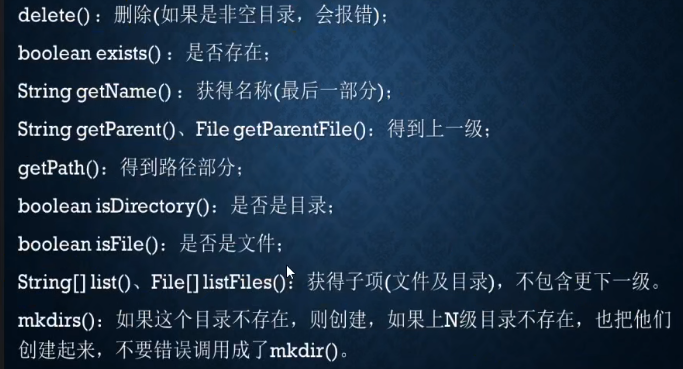 delete()：删除(如果是非空目录，会报错)；
boolean exists()：是否存在；
String getName()：获得名称(最后一部分)；
String getParent()、File getParentFile()：得到上一级；
getPath()：得到路径部分；
boolean isDirectory()：是否是目录；
boolean isFile()：是否是文件；
String[] list()、File[] listFiles()：获得子项(文件及目录)，不包含更下一级。
mkdirs()：如果这个目录不存在，则创建，如果上N级目录不存在，也把他们
创建起来，不要错误调用成了mkdir()。